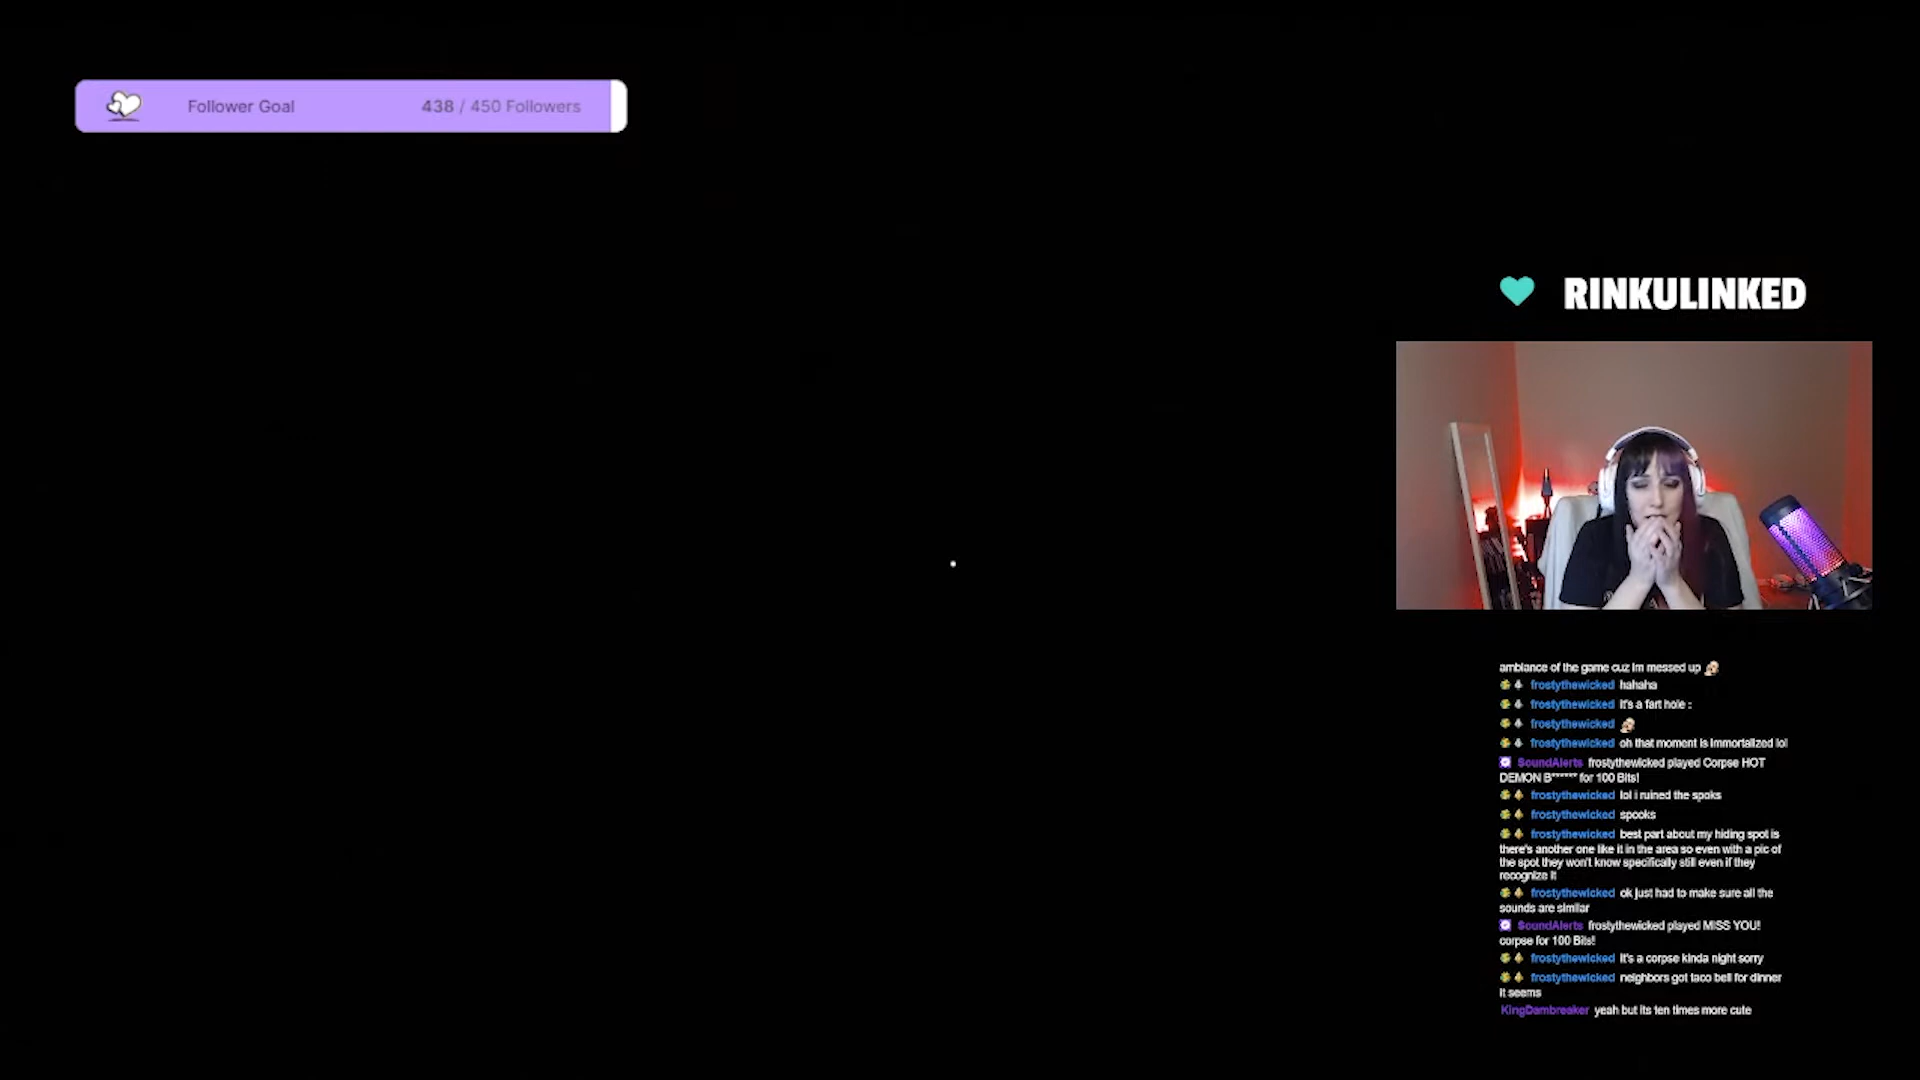 Follower Goal 438 / 450 Followers
RINKULINKED
ambiance of the game cuz im messed up
frostythewicked hahaha
frostythewicked it's a fart hole :
frostythewicked
frostythewicked oh that moment is immortalized lol
SoundAlerts frostythewicked played Corpse HOT
DEMON B****** for 100 Bits!
frostythewicked lol i ruined the spoks
frostythewicked spooks
frostythewicked best part about my hiding spot is
there's another one like it in the area so even with a pic of
the spot they won't know specifically still even if they
recognize it
frostythewicked ok just had to make sure all the
sounds are similar
SoundAlerts frostythewicked played MISS YOU!
corpse for 100 Bits!
frostythewicked it's a corpse kinda night sorry
frostythewicked neighbors got taco bell for dinner
it seems
KingDambreaker yeah but its ten times more cute